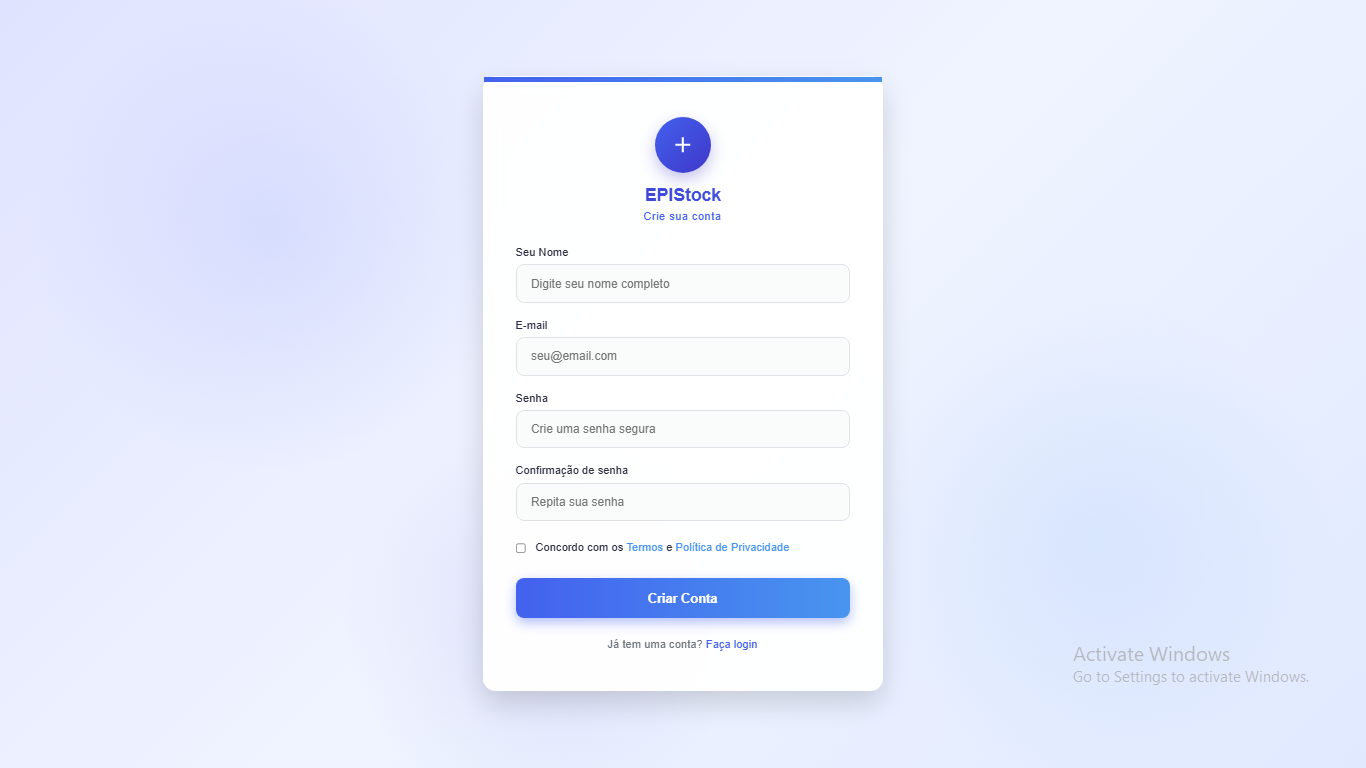 EPIStock
Crie sua conta
Seu Nome
Digite seu nome completo
E-mail
seu@email.com
Senha
Crie uma senha segura
Confirmação de senha
Repita sua senha
Concordo com os Termos e Política de Privacidade
Criar Conta
Já tem uma conta? Faça login
Activate Windows
Go to Settings to activate Windows.